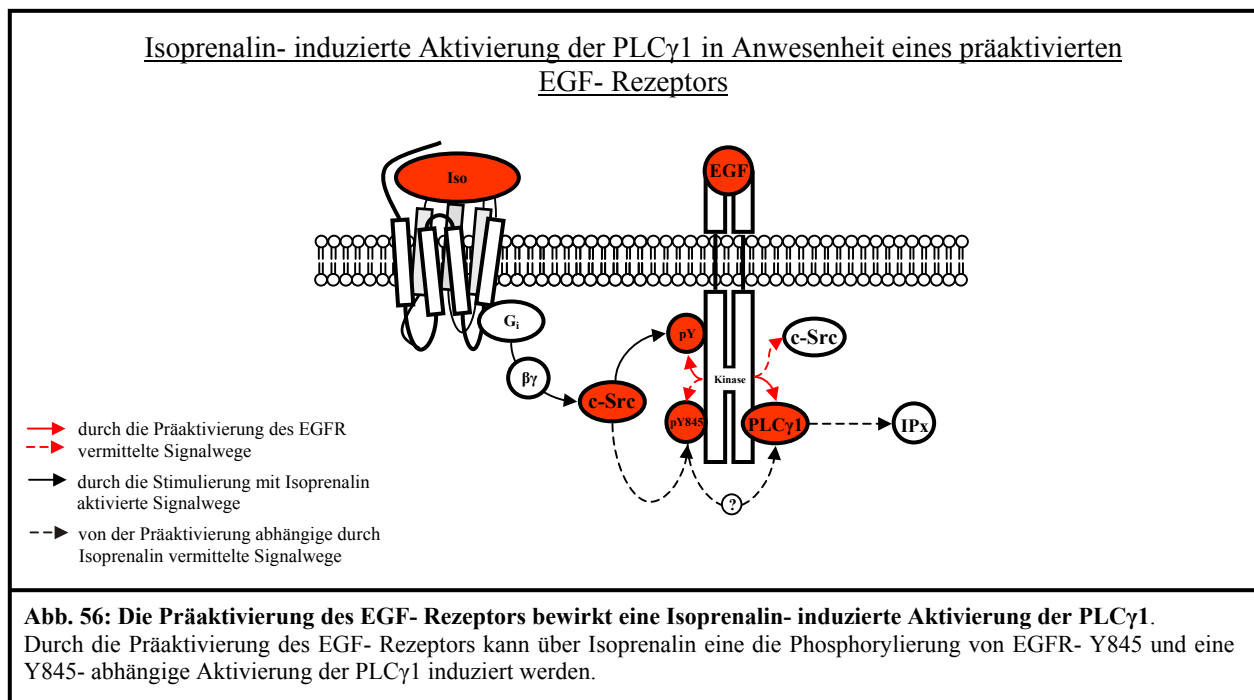 Isoprenalin- induzierte Aktivierung der PLCγ1 in Anwesenheit eines präaktivierten
EGF- Rezeptors
Iso
EGF
Gi
βγ
c-Src
pY
c-Src
Kinase
pY845
PLCγ1
IPx
?
durch die Präaktivierung des EGFR
vermittelte Signalwege
durch die Stimulierung mit Isoprenalin
aktivierte Signalwege
von der Präaktivierung abhängige durch
Isoprenalin vermittelte Signalwege
Abb. 56: Die Präaktivierung des EGF- Rezeptors bewirkt eine Isoprenalin- induzierte Aktivierung der PLCγ1.
Durch die Präaktivierung des EGF- Rezeptors kann über Isoprenalin eine die Phosphorylierung von EGFR- Y845 und eine
Y845- abhängige Aktivierung der PLCγ1 induziert werden.